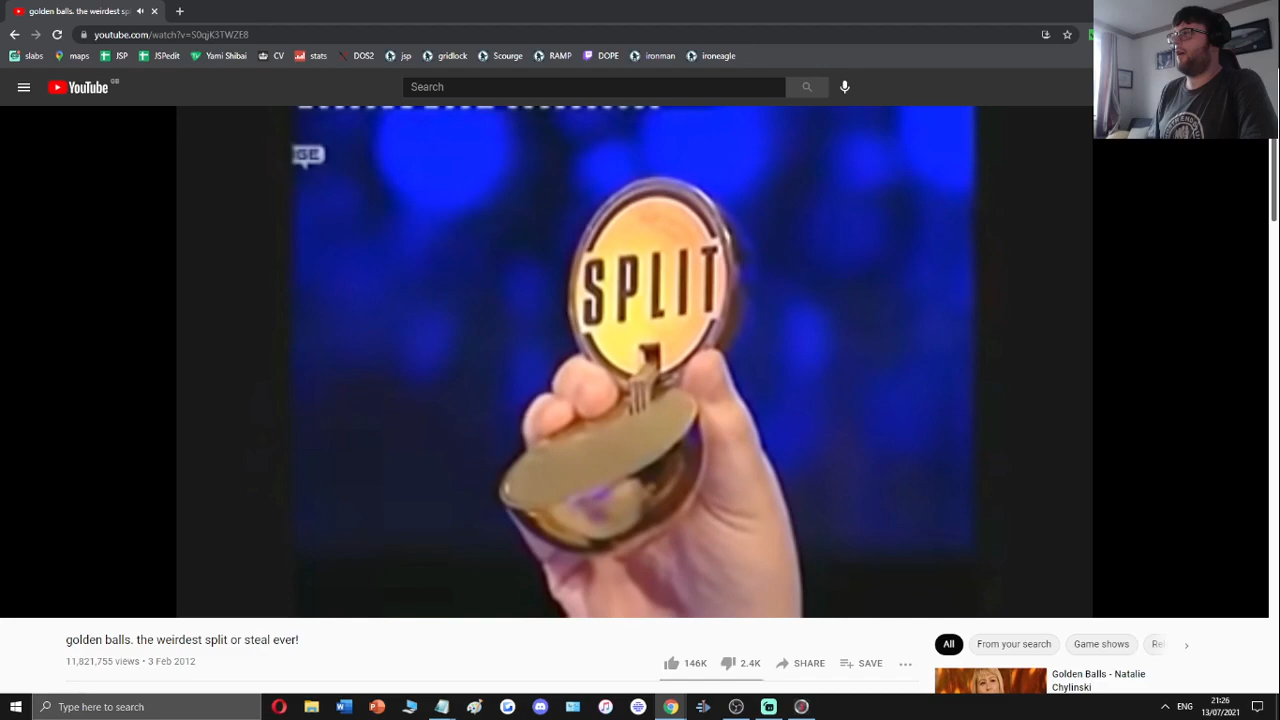 golden balls. the weirdest sp
youtube.com/watch?v=S0qjK3TWZE8
slabs maps JSP JSPedit Yami Shibai CV stats DOS2 jsp gridlock Scourge RAMP DOPE ironman ironeagle
YouTube GB
Search
GE
SPLIT
golden balls. the weirdest split or steal ever!
11,821,755 views • 3 Feb 2012
146K 2.4K SHARE SAVE
All From your search Game shows Re
Golden Balls - Natalie
Chylinski
Type here to search
ENG
21:26
13/07/2021